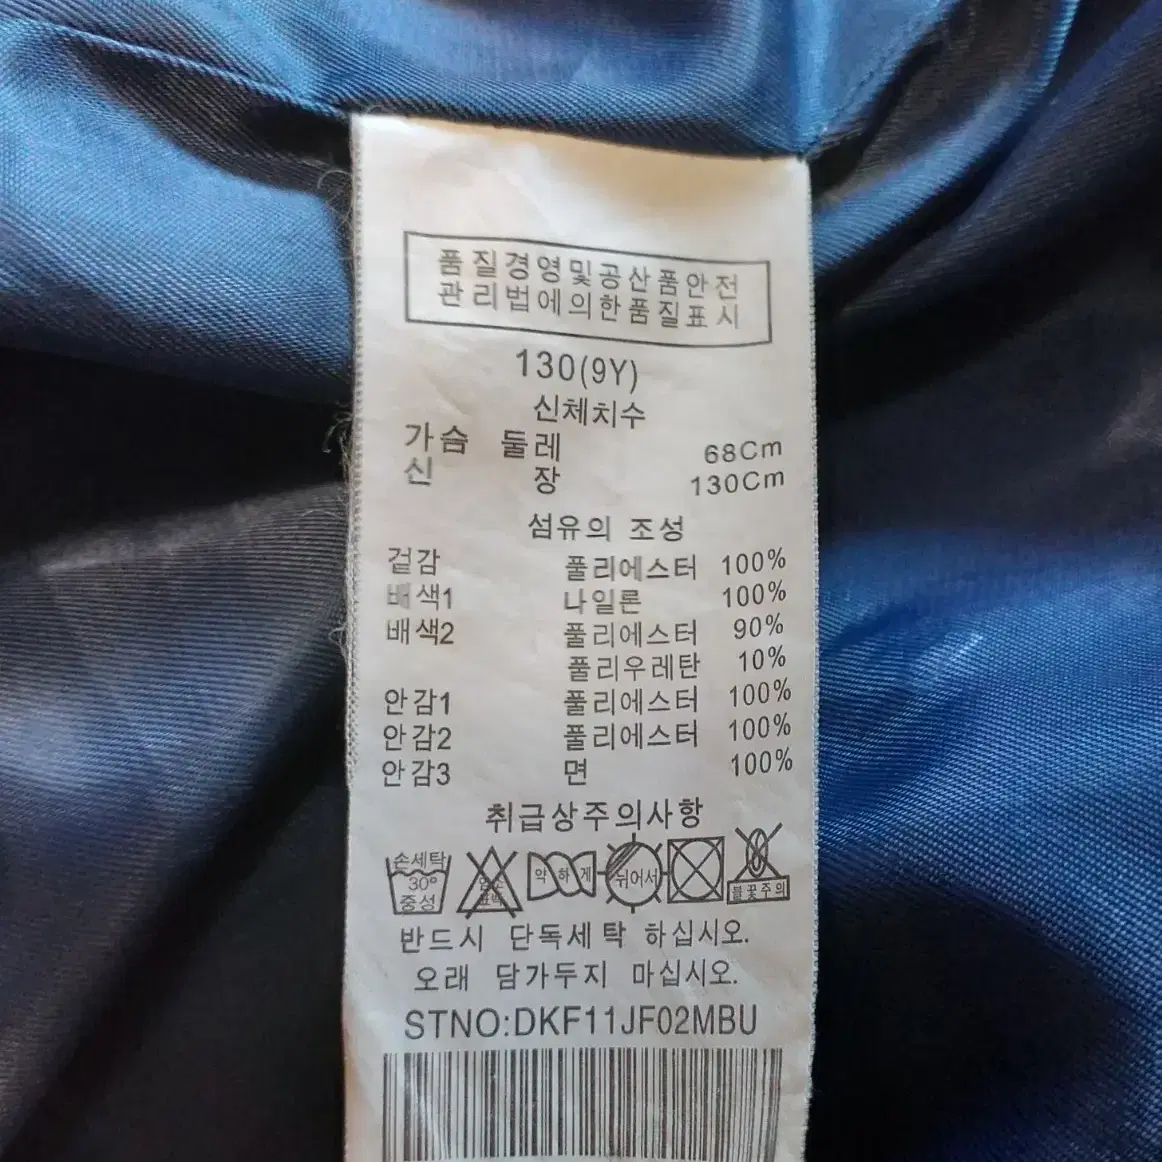 품질경영및공산품안전
관리법에의한품질표시
130(9Y)
신체치수
가슴 둘레 68Cm
신 장 130Cm
섬유의 조성
겉감 폴리에스터 100%
배색1 나일론 100%
배색2 폴리에스터 90%
폴리우레탄 10%
안감1 폴리에스터 100%
안감2 폴리에스터 100%
안감3 면 100%
취급상주의사항
손세탁 30° 중성
염소 표백
약하게
뉘어서
불꽃주의
반드시 단독세탁 하십시오.
오래 담가두지 마십시오.
STNO:DKF11JF02MBU